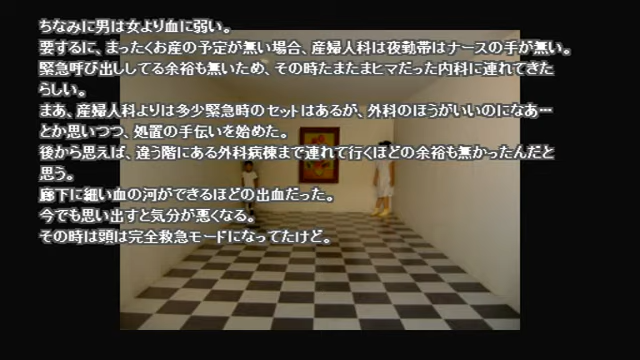 ちなみに男は女より血に弱い。
要するに、まったくお産の予定が無い場合、産婦人科は夜勤帯はナースの手が無い。
緊急呼び出ししてる余裕も無いため、その時たまたまヒマだった内科に連れてきた
らしい。
まあ、産婦人科よりは多少緊急時のセットはあるが、外科のほうがいいのになあ…
とか思いつつ、処置の手伝いを始めた。
後から思えば、違う階にある外科病棟まで連れて行くほどの余裕も無かったんだと
思う。
廊下に細い血の河ができるほどの出血だった。
今でも思い出すと気分が悪くなる。
その時は頭は完全救急モードになってたけど。